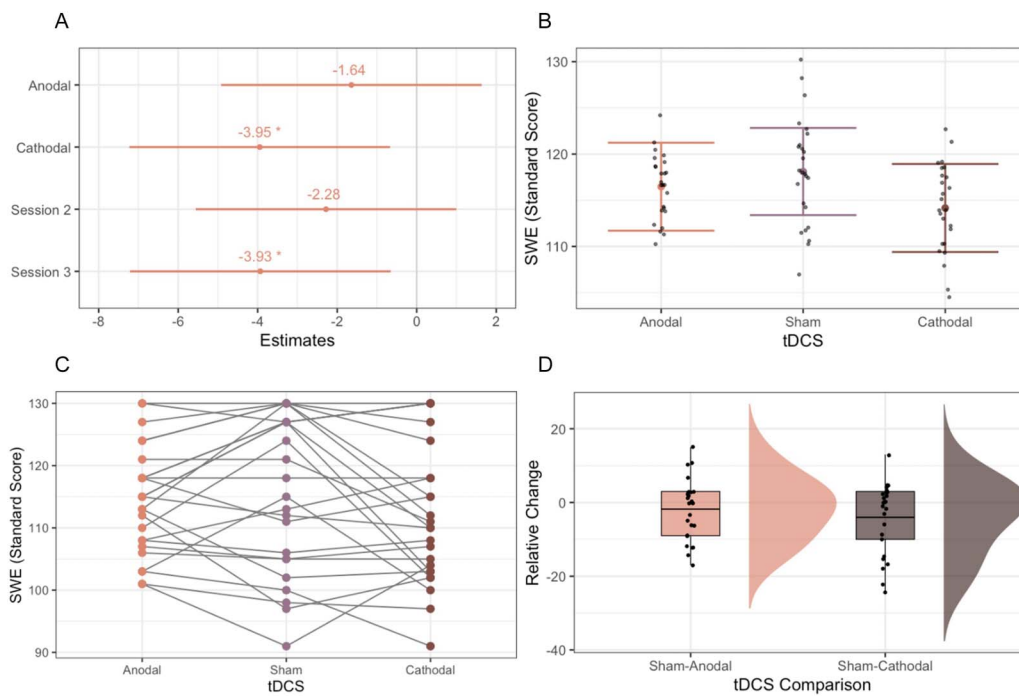 A
Anodal
Cathodal
Session 2
Session 3
-1.64
-3.95 *
-2.28
-3.93 *
-8
-6
-4
-2
0
2
Estimates
B
SWE (Standard Score)
130
120
110
Anodal
Sham
Cathodal
tDCS
C
SWE (Standard Score)
130
120
110
100
90
Anodal
Sham
Cathodal
tDCS
D
Relative Change
20
0
-20
-40
Sham-Anodal
Sham-Cathodal
tDCS Comparison